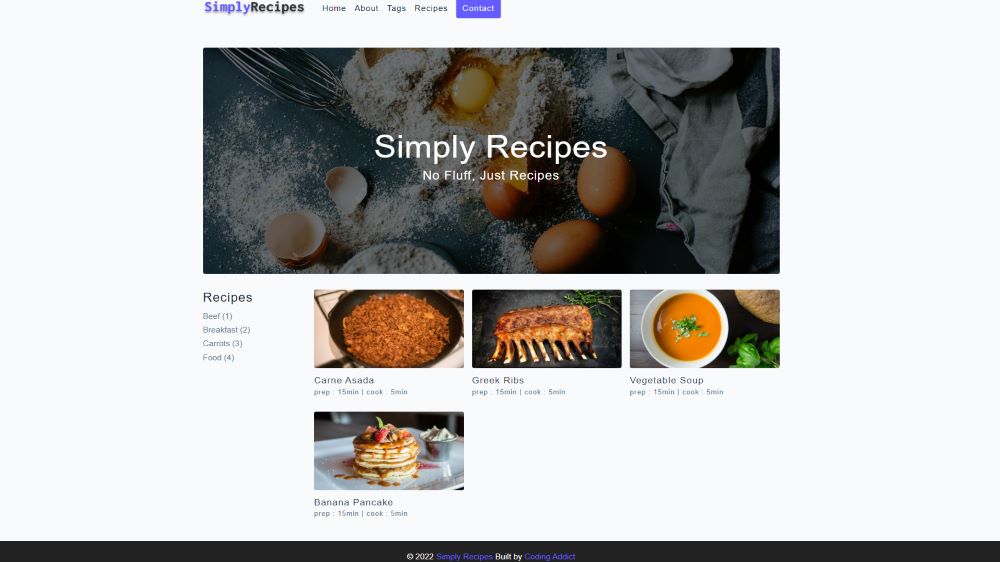 SimplyRecipes Home About Tags Recipes Contact
Simply Recipes
No Fluff, Just Recipes
Recipes
Beef (1)
Breakfast (2)
Carrots (3)
Food (4)
Carne Asada
prep : 15min | cook : 5min
Greek Ribs
prep : 15min | cook : 5min
Vegetable Soup
prep : 15min | cook : 5min
Banana Pancake
prep : 15min | cook : 5min
© 2022 Simply Recipes Built by Coding Addict